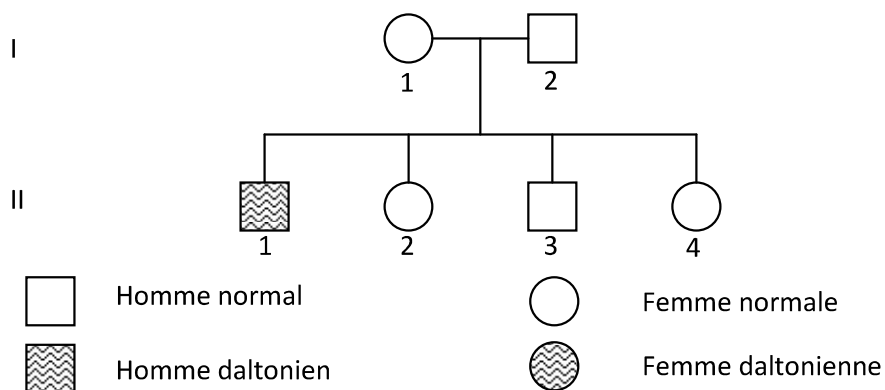 I
1 2
II
1 2 3 4
Homme normal Femme normale
Homme daltonien Femme daltonienne